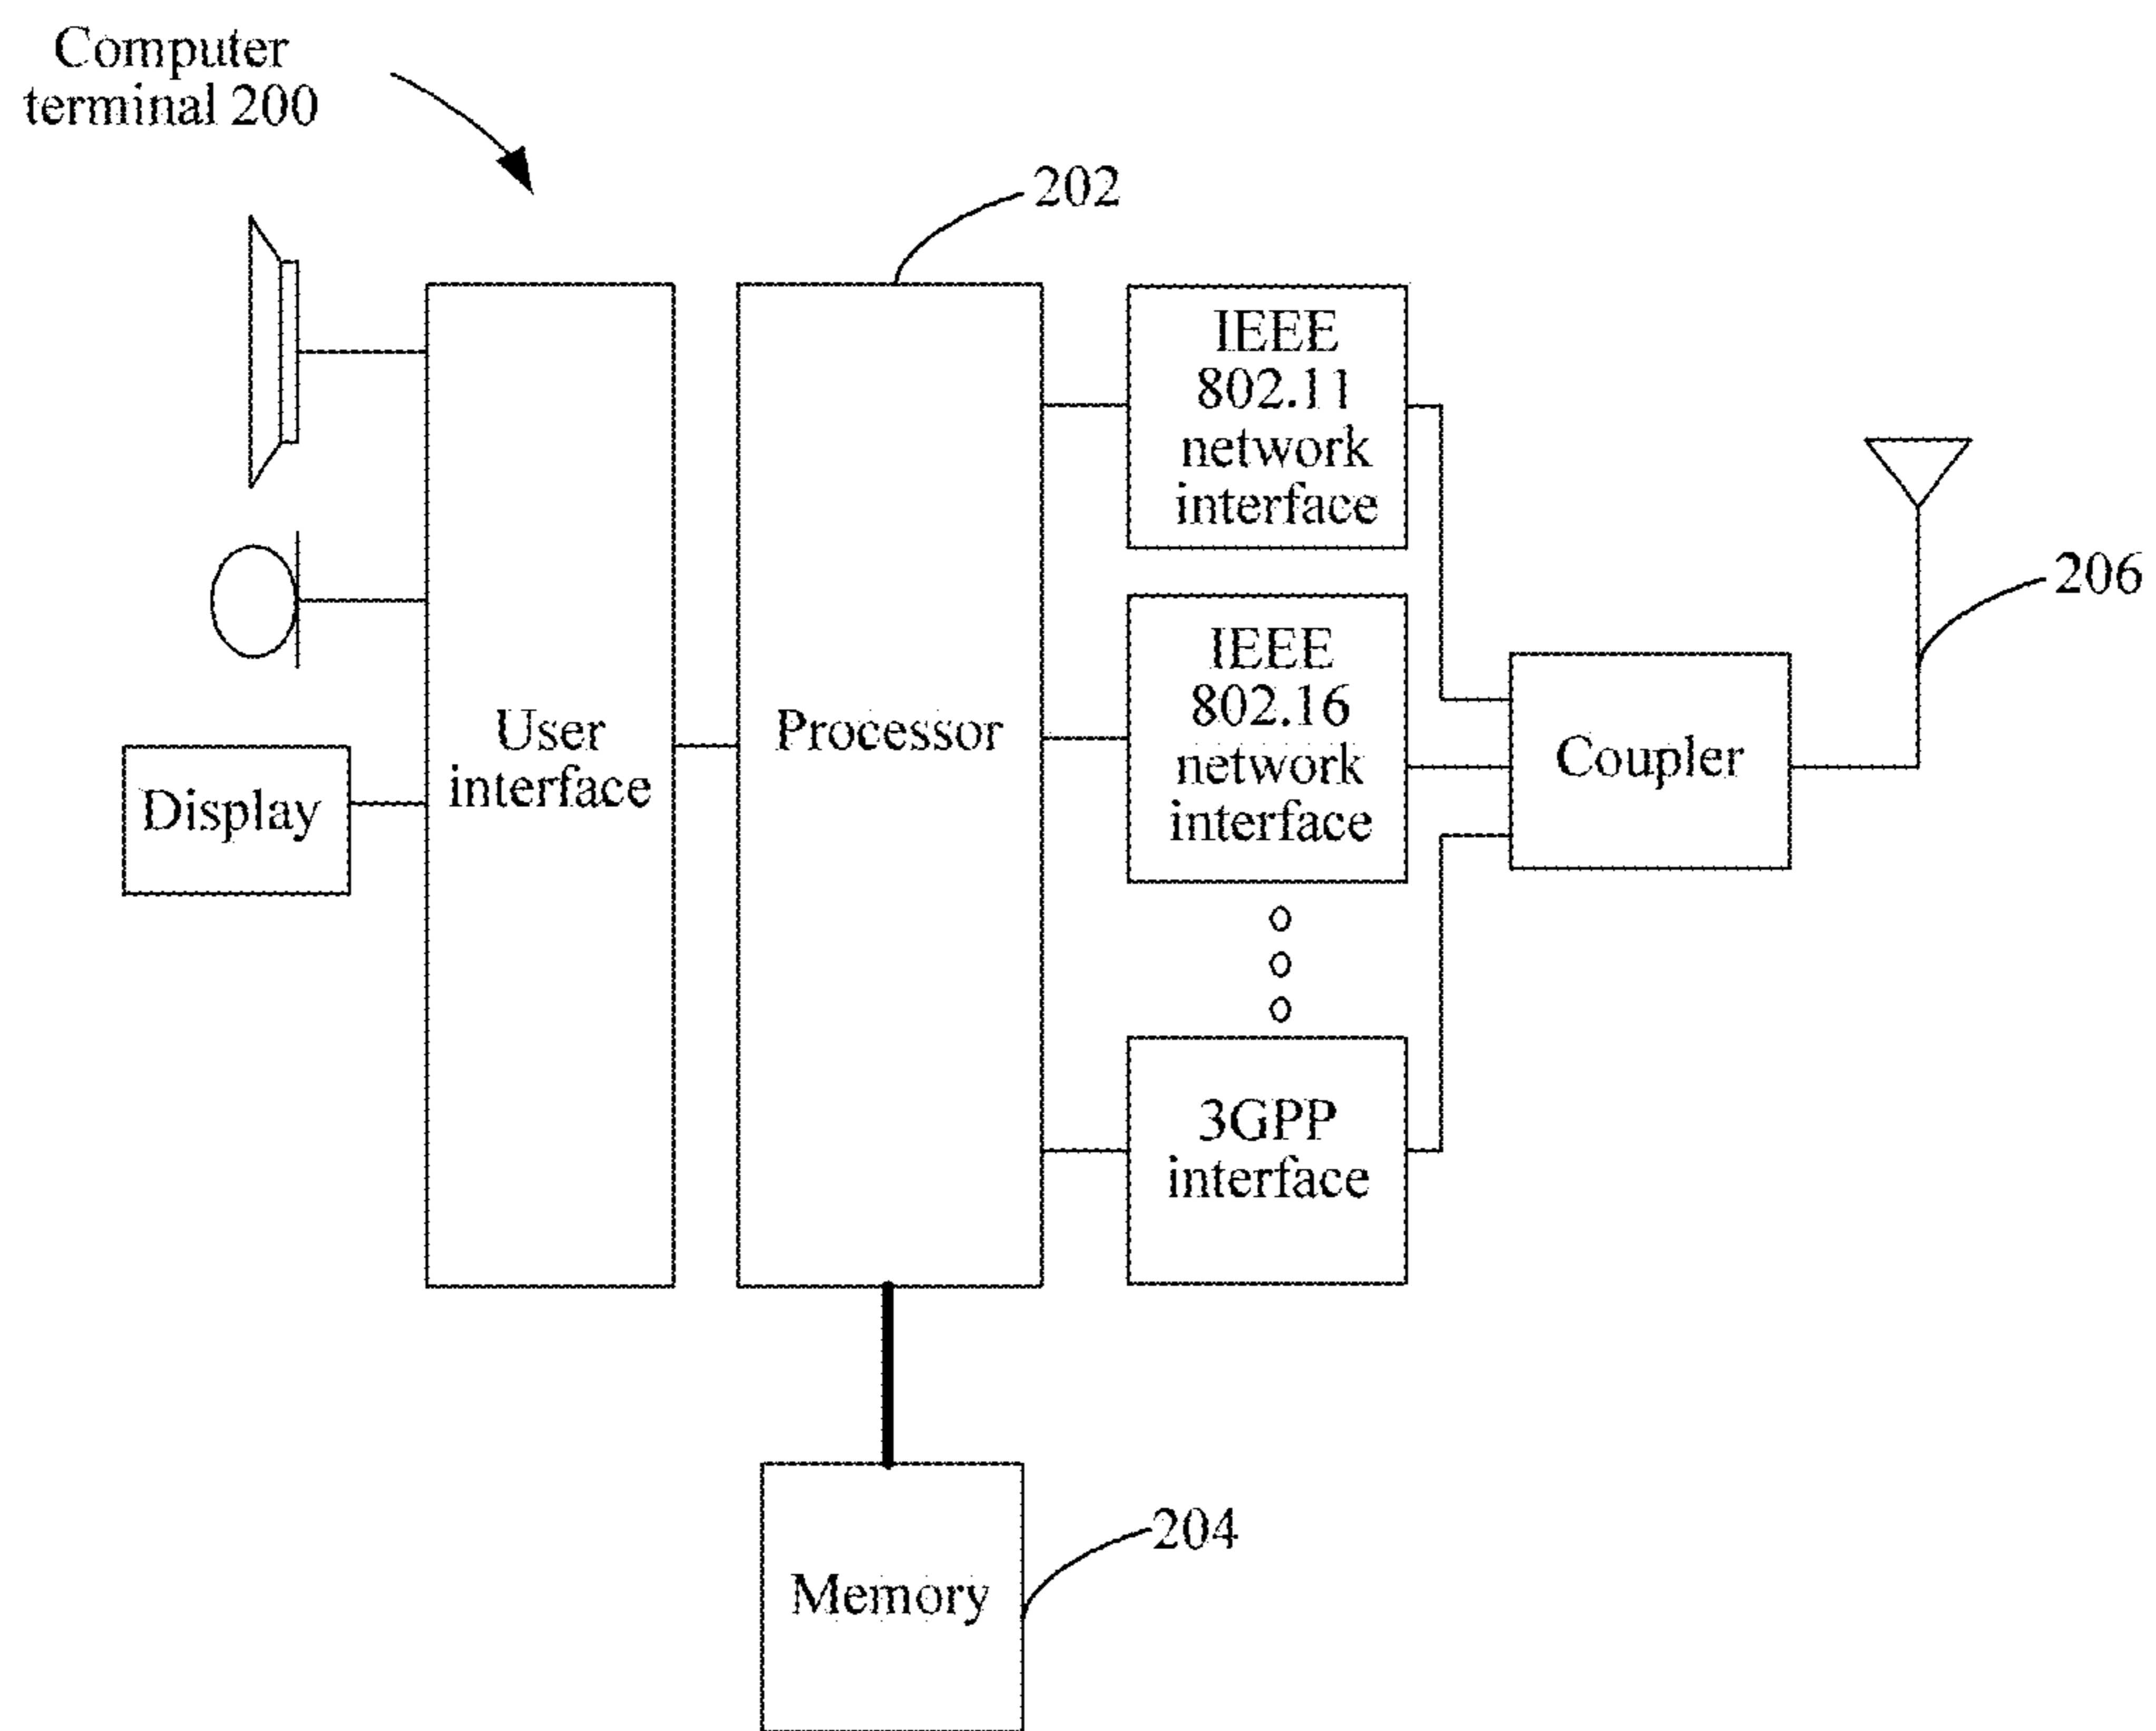 Computer
terminal 200
202
IEEE
802.11
network
interface
206
IEEE
802.16
network
interface
User
interface
Processor
Coupler
Display
3GPP
interface
204
Memory